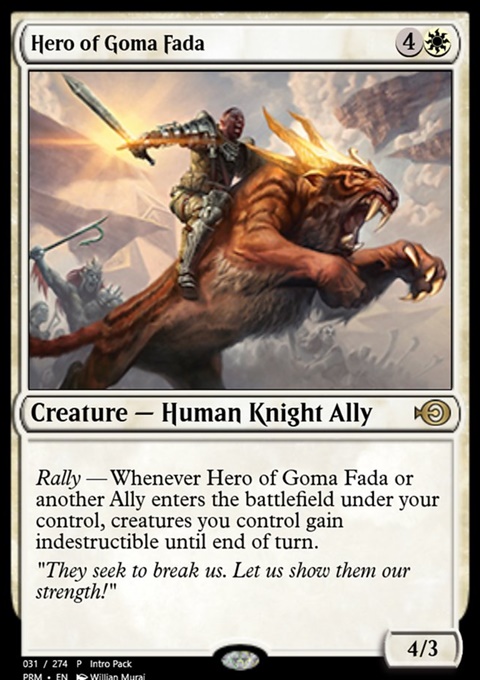 Hero of Goma Fada 4
Creature — Human Knight Ally
Rally — Whenever Hero of Goma Fada or
another Ally enters the battlefield under your
control, creatures you control gain
indestructible until end of turn.
"They seek to break us. Let us show them our
strength!"
4/3
031 / 274 P Intro Pack
PRM • EN Willian Murai